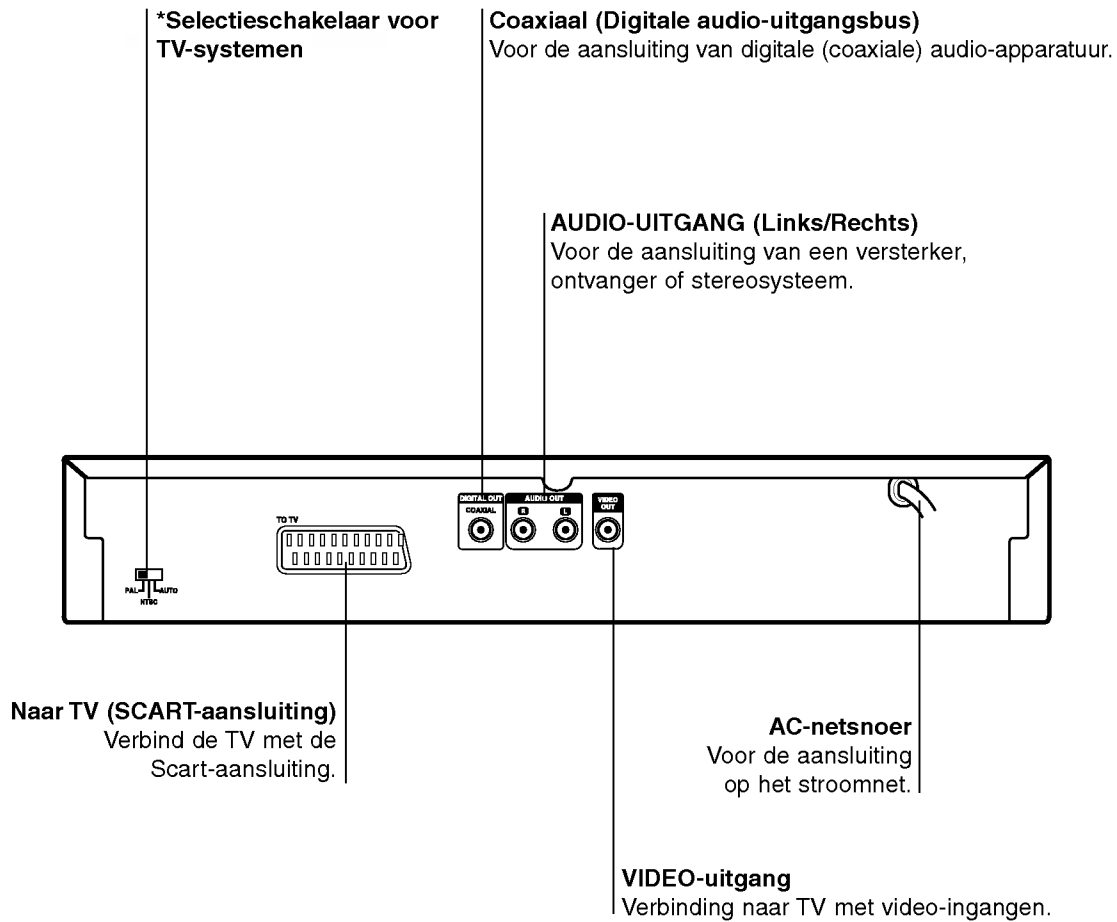 *Selectieschakelaar voor
TV-systemen
Coaxiaal (Digitale audio-uitgangsbus)
Voor de aansluiting van digitale (coaxiale) audio-apparatuur.
AUDIO-UITGANG (Links/Rechts)
Voor de aansluiting van een versterker,
ontvanger of stereosysteem.
DIGITAL OUT
COAXIAL
AUDIO OUT
R
L
VIDEO
OUT
TO TV
PAL
NTSC
AUTO
Naar TV (SCART-aansluiting)
Verbind de TV met de
Scart-aansluiting.
AC-netsnoer
Voor de aansluiting
op het stroomnet.
VIDEO-uitgang
Verbinding naar TV met video-ingangen.